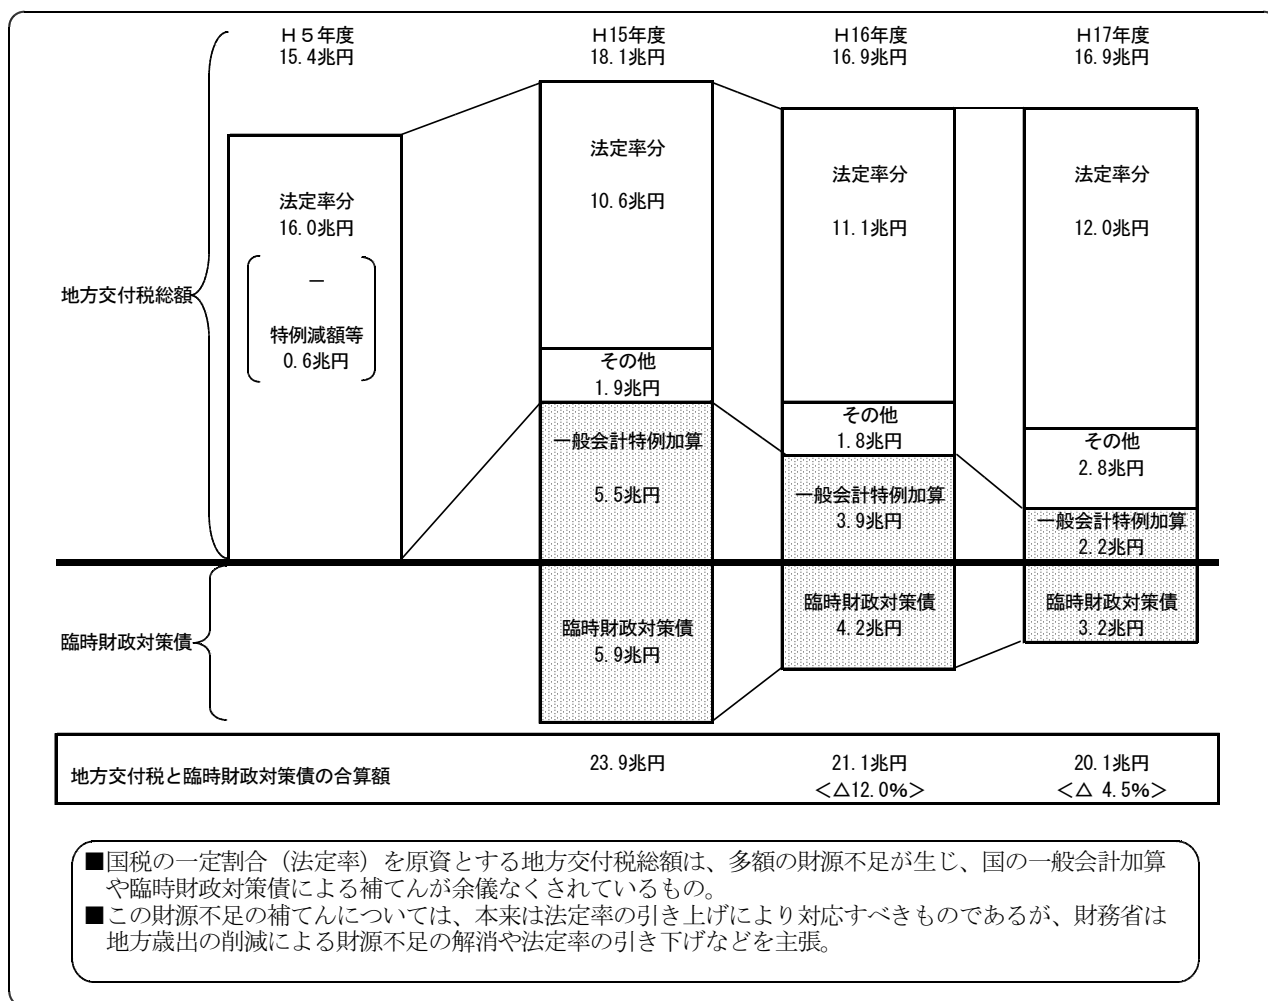 H5年度
15.4兆円
H15年度
18.1兆円
H16年度
16.9兆円
H17年度
16.9兆円
地方交付税総額
法定率分
16.0兆円
－
特例減額等
0.6兆円
法定率分
10.6兆円
その他
1.9兆円
一般会計特例加算
5.5兆円
法定率分
11.1兆円
その他
1.8兆円
一般会計特例加算
3.9兆円
法定率分
12.0兆円
その他
2.8兆円
一般会計特例加算
2.2兆円
臨時財政対策債
臨時財政対策債
5.9兆円
臨時財政対策債
4.2兆円
臨時財政対策債
3.2兆円
地方交付税と臨時財政対策債の合算額
23.9兆円
21.1兆円
＜△12.0%＞
20.1兆円
＜△ 4.5%＞
■国税の一定割合（法定率）を原資とする地方交付税総額は、多額の財源不足が生じ、国の一般会計加算
や臨時財政対策債による補てんが余儀なくされているもの。
■この財源不足の補てんについては、本来は法定率の引き上げにより対応すべきものであるが、財務省は
地方歳出の削減による財源不足の解消や法定率の引き下げなどを主張。